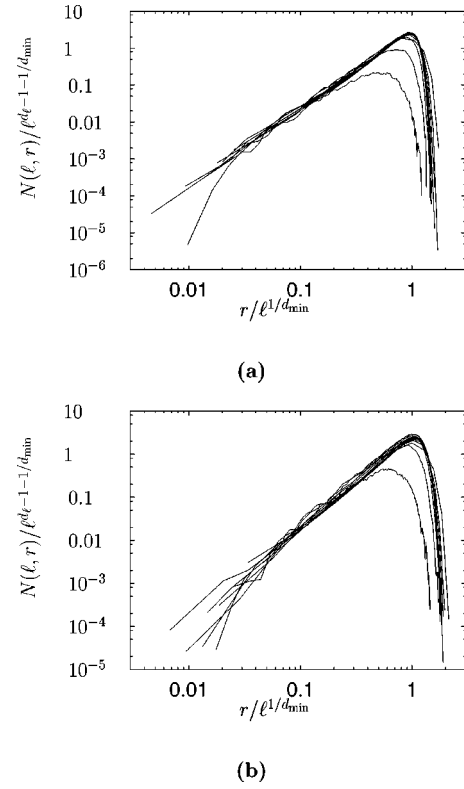 10
1
0.1
0.01
10⁻³
10⁻⁴
10⁻⁵
10⁻⁶
N(ℓ, r)/ℓ^{d_ℓ−1−1/d_min}
0.01 0.1 1
r/ℓ^{1/d_min}
(a)
10
1
0.1
0.01
10⁻³
10⁻⁴
10⁻⁵
N(ℓ, r)/ℓ^{d_ℓ−1−1/d_min}
0.01 0.1 1
r/ℓ^{1/d_min}
(b)